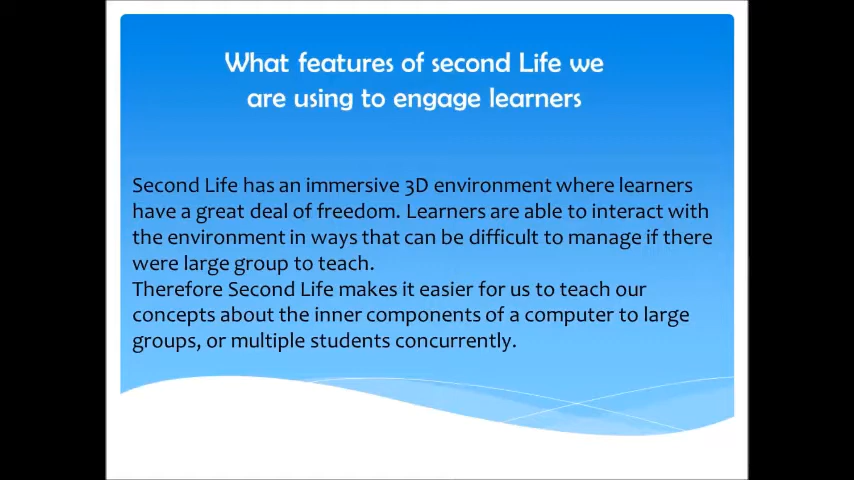 What features of second Life we
are using to engage learners
Second Life has an immersive 3D environment where learners
have a great deal of freedom. Learners are able to interact with
the environment in ways that can be difficult to manage if there
were large group to teach.
Therefore Second Life makes it easier for us to teach our
concepts about the inner components of a computer to large
groups, or multiple students concurrently.